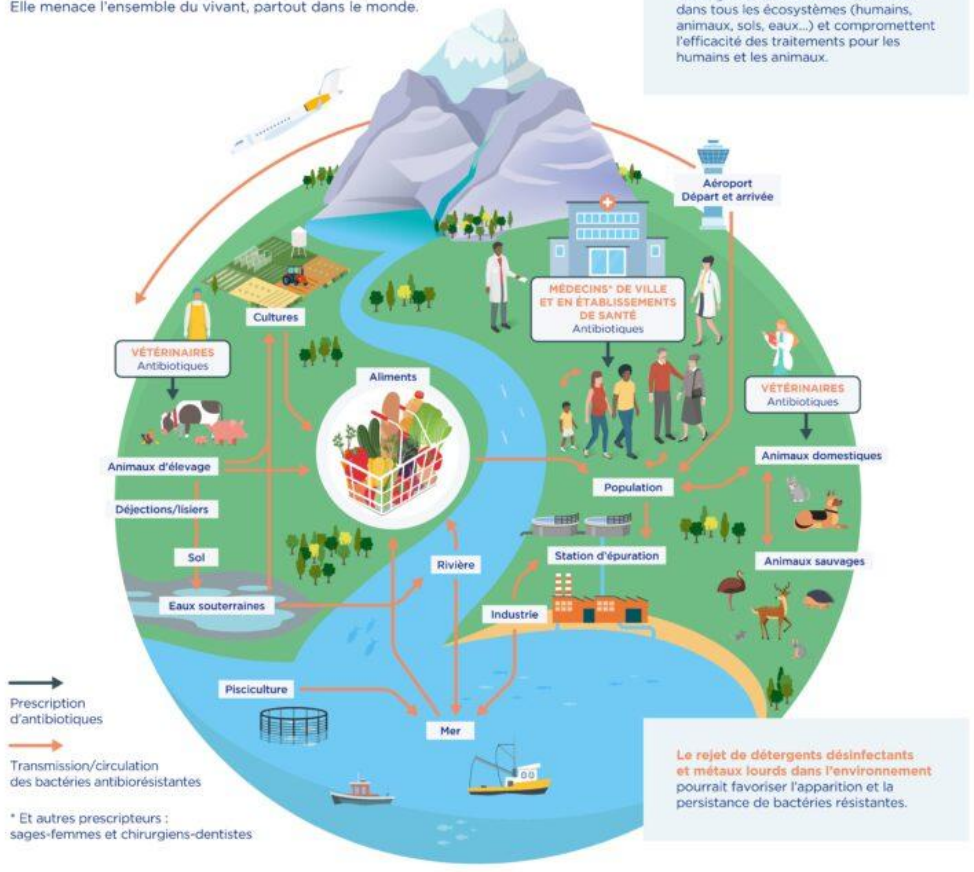 Elle menace l'ensemble du vivant, partout dans le monde.
dans tous les écosystèmes (humains,
animaux, sols, eaux...) et compromettent
l'efficacité des traitements pour les
humains et les animaux.
Aéroport
Départ et arrivée
MÉDECINS* DE VILLE
ET EN ÉTABLISSEMENTS
DE SANTÉ
Antibiotiques
Cultures
VÉTÉRINAIRES
Antibiotiques
Aliments
VÉTÉRINAIRES
Antibiotiques
Animaux d'élevage
Animaux domestiques
Population
Déjections/lisiers
Sol
Rivière
Station d'épuration
Animaux sauvages
Eaux souterraines
Industrie
Pisciculture
Mer
Prescription
d'antibiotiques
Transmission/circulation
des bactéries antibiorésistantes
* Et autres prescripteurs :
sages-femmes et chirurgiens-dentistes
Le rejet de détergents désinfectants
et métaux lourds dans l'environnement
pourrait favoriser l'apparition et la
persistance de bactéries résistantes.